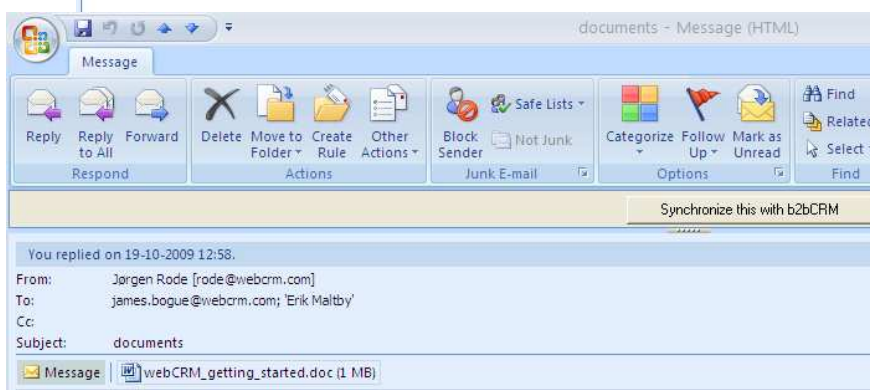 documents - Message (HTML)
Message
Reply Reply to All Forward Delete Move to Folder Create Rule Other Actions Block Sender Safe Lists Not Junk Categorize Follow Up Mark as Unread Find Related Select
Respond Actions Junk E-mail Options Find
Synchronize this with b2bCRM
You replied on 19-10-2009 12:58.
From: Jørgen Rode [rode@webcrm.com]
To: james.bogue@webcrm.com; 'Erik Maltby'
Cc:
Subject: documents
Message webCRM_getting_started.doc (1 MB)